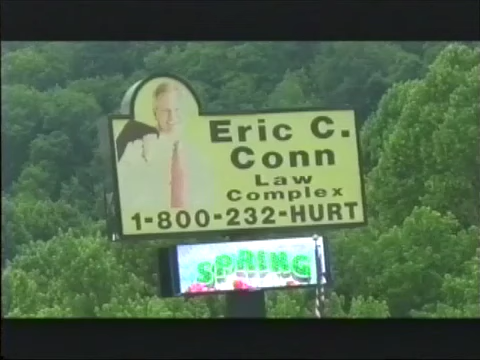 Eric C.
Conn
Law
Complex
1-800-232-HURT
SPRING